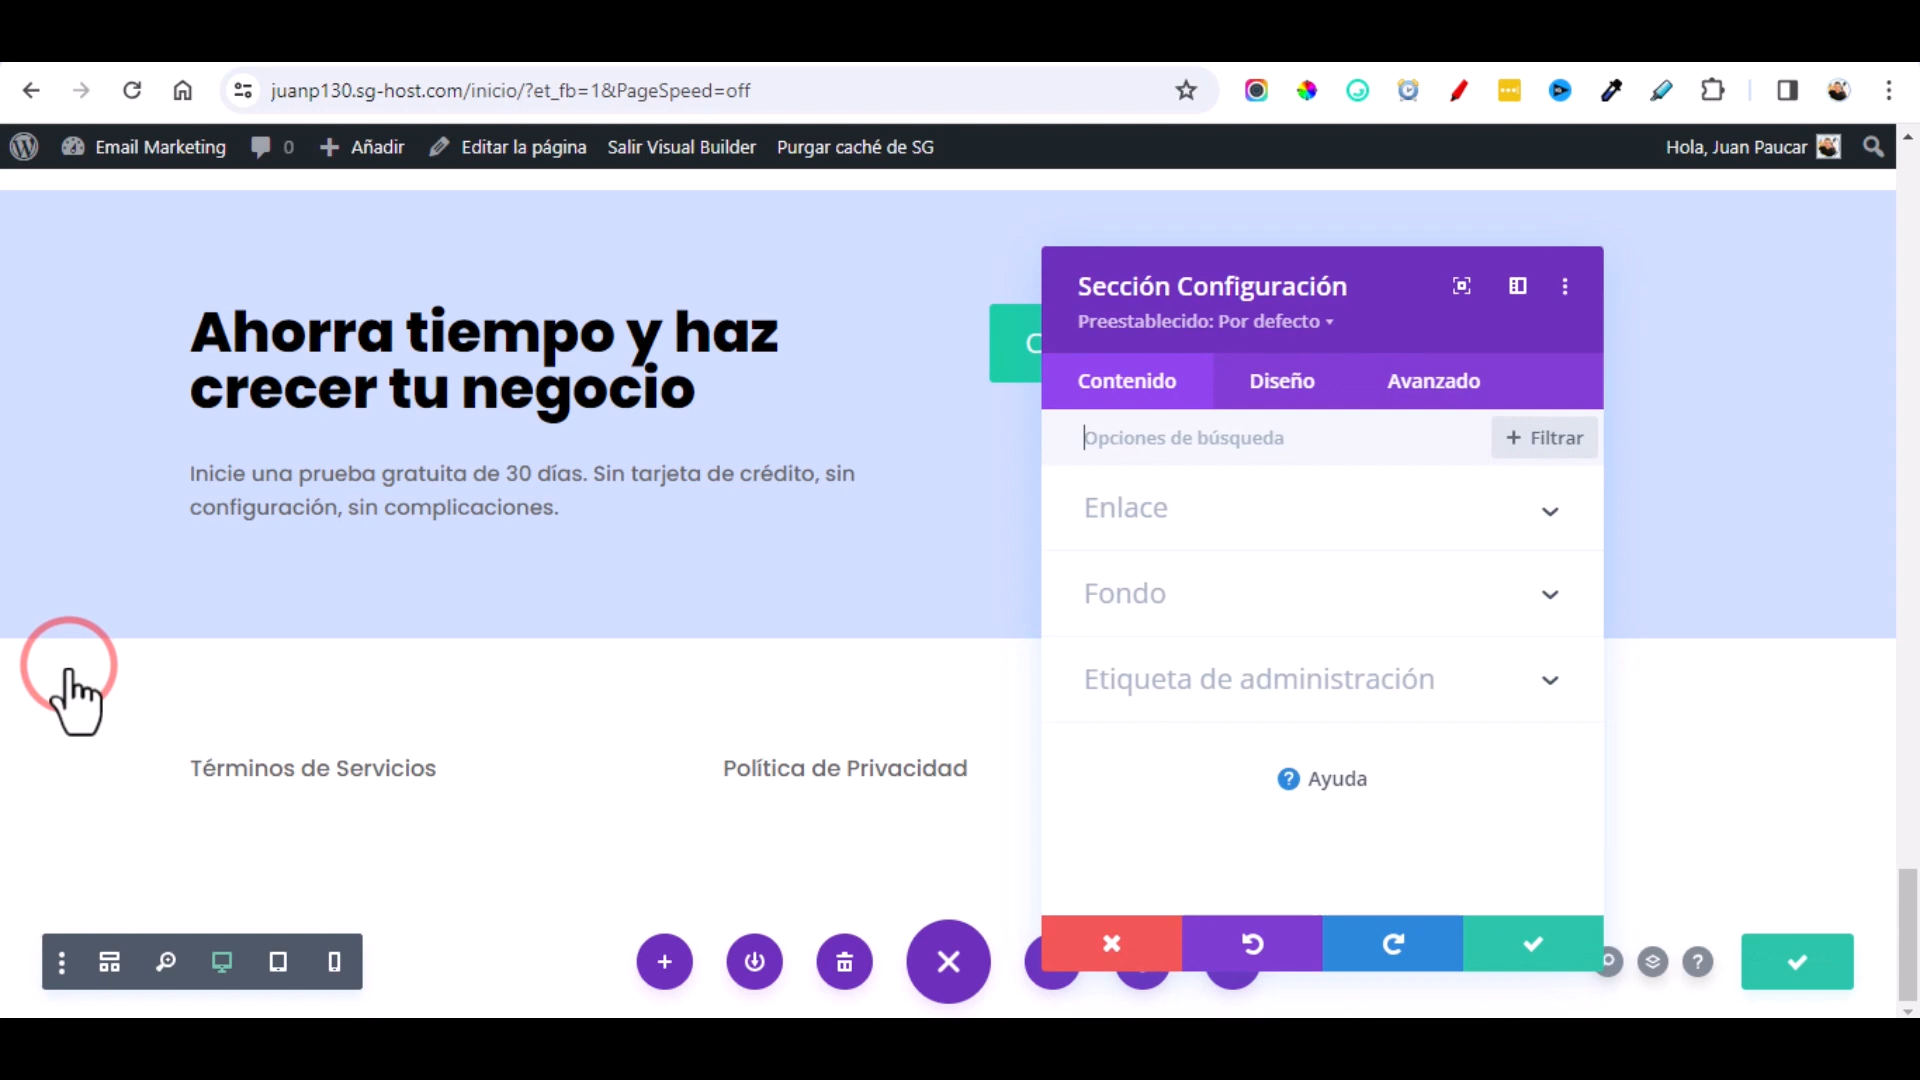 juanp130.sg-host.com/inicio/?et_fb=1&PageSpeed=off
Email Marketing 0 Añadir Editar la página Salir Visual Builder Purgar caché de SG Hola, Juan Paucar
Ahorra tiempo y haz
crecer tu negocio
Inicie una prueba gratuita de 30 días. Sin tarjeta de crédito, sin
configuración, sin complicaciones.
Términos de Servicios
Política de Privacidad
Sección Configuración
Preestablecido: Por defecto
Contenido Diseño Avanzado
Opciones de búsqueda + Filtrar
Enlace
Fondo
Etiqueta de administración
? Ayuda
?